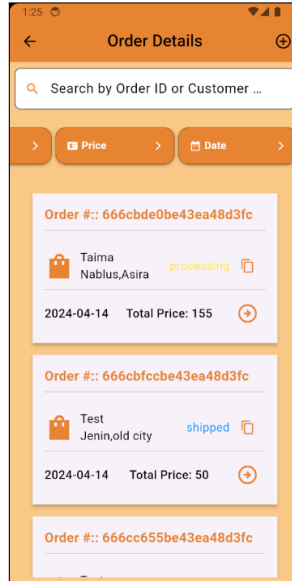 1:25
Order Details
Search by Order ID or Customer ...
Price
Date
Order #:: 666cbde0be43ea48d3fc
Taima
Nablus,Asira
processing
2024-04-14 Total Price: 155
Order #:: 666cbfccbe43ea48d3fc
Test
Jenin,old city
shipped
2024-04-14 Total Price: 50
Order #:: 666cc655be43ea48d3fc